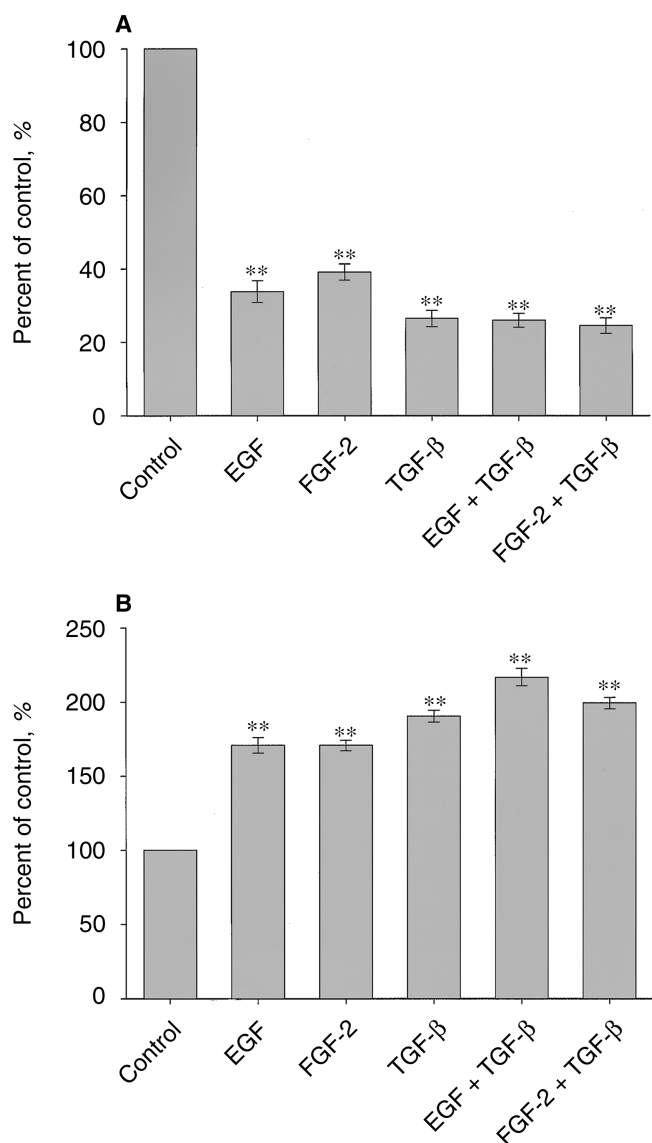 A
Percent of control, %
100
80
60
40
20
0
**
**
**
**
**
Control
EGF
FGF-2
TGF-β
EGF + TGF-β
FGF-2 + TGF-β
B
Percent of control, %
250
200
150
100
50
0
**
**
**
**
**
Control
EGF
FGF-2
TGF-β
EGF + TGF-β
FGF-2 + TGF-β